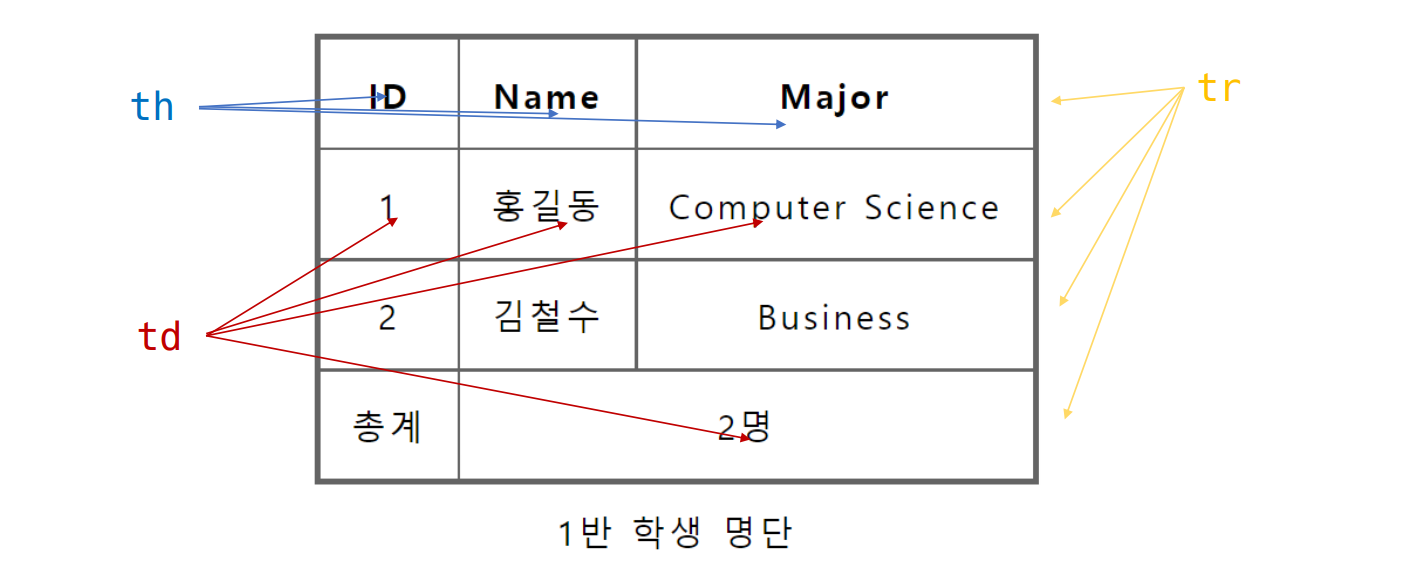 th
tr
ID Name Major
1 홍길동 Computer Science
td
2 김철수 Business
총계 2명
1반 학생 명단